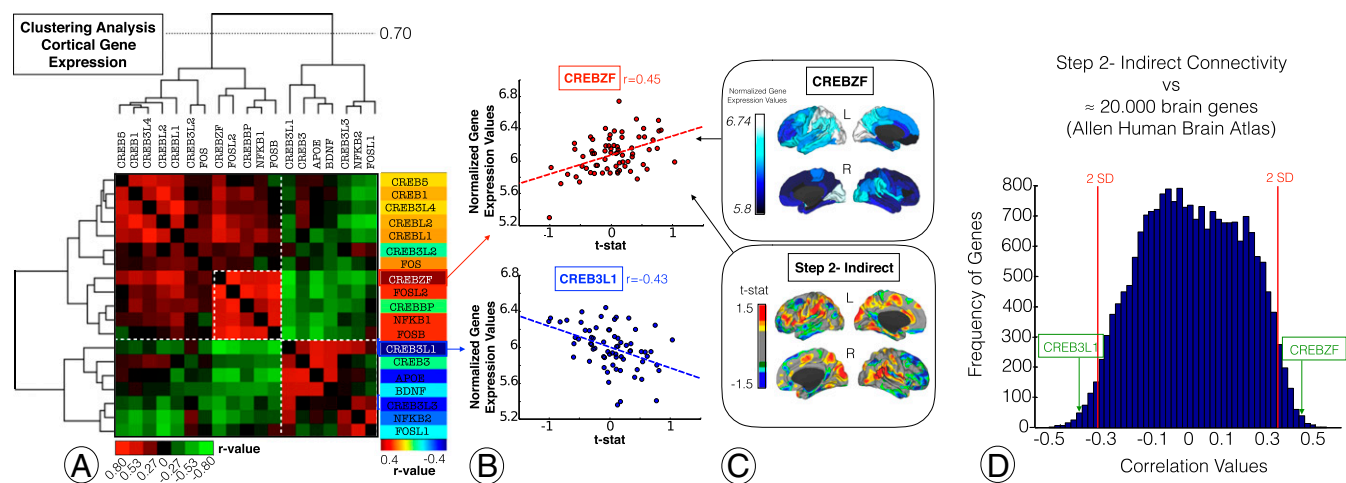 Clustering Analysis
Cortical Gene
Expression
0.70
CREB5
CREB1
CREB3L4
CREBL2
CREBL1
CREB3L2
FOS
CREBZF
FOSL2
CREBBP
NFKB1
FOSB
CREB3L1
CREB3
APOE
BDNF
CREB3L3
NFKB2
FOSL1
CREB5
CREB1
CREB3L4
CREBL2
CREBL1
CREB3L2
FOS
CREBZF
FOSL2
CREBBP
NFKB1
FOSB
CREB3L1
CREB3
APOE
BDNF
CREB3L3
NFKB2
FOSL1
A
r-value
0.80
0.53
0.27
0
-0.27
-0.53
-0.80
0.4
-0.4
r-value
CREBZF r=0.45
Normalized Gene
Expression Values
6.8
6.4
6
5.6
5.2
-1
0
1
t-stat
CREB3L1 r=-0.43
Normalized Gene
Expression Values
6.8
6.4
6
5.6
5.2
-1
0
1
t-stat
B
CREBZF
Normalized Gene
Expression Values
6.74
5.8
L
R
Step 2- Indirect
t-stat
1.5
-1.5
L
R
C
Step 2- Indirect Connectivity
vs
≈ 20.000 brain genes
(Allen Human Brain Atlas)
2 SD
2 SD
Frequency of Genes
800
700
600
500
400
300
200
100
0
CREB3L1
CREBZF
-0.5
-0.3
-0.1
0
0.1
0.3
0.5
Correlation Values
D